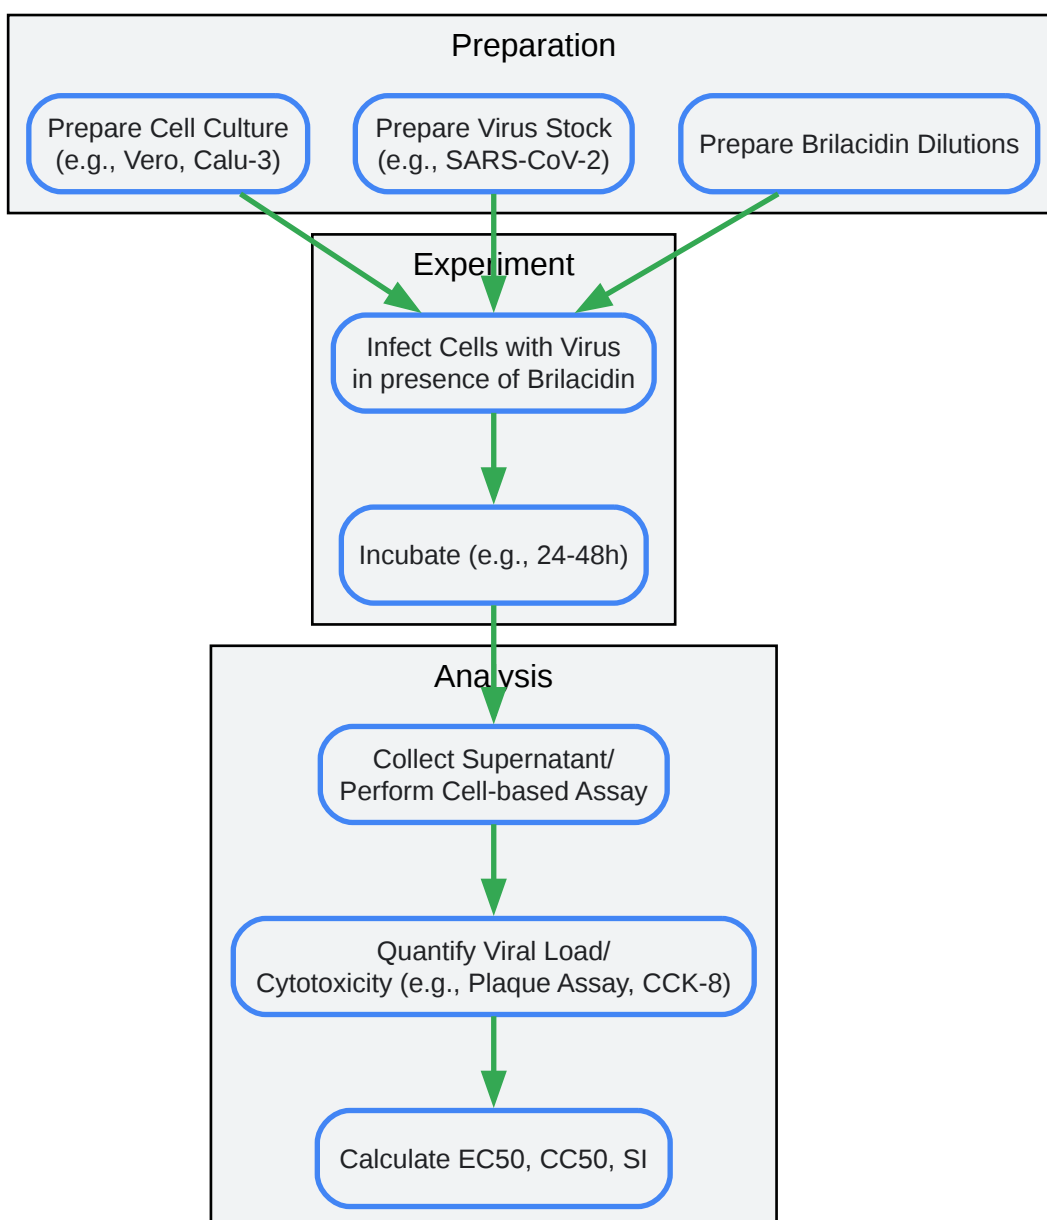 Preparation
Prepare Cell Culture
(e.g., Vero, Calu-3)
Prepare Virus Stock
(e.g., SARS-CoV-2)
Prepare Brilacidin Dilutions
Experiment
Infect Cells with Virus
in presence of Brilacidin
Incubate (e.g., 24-48h)
Analysis
Collect Supernatant/
Perform Cell-based Assay
Quantify Viral Load/
Cytotoxicity (e.g., Plaque Assay, CCK-8)
Calculate EC50, CC50, SI